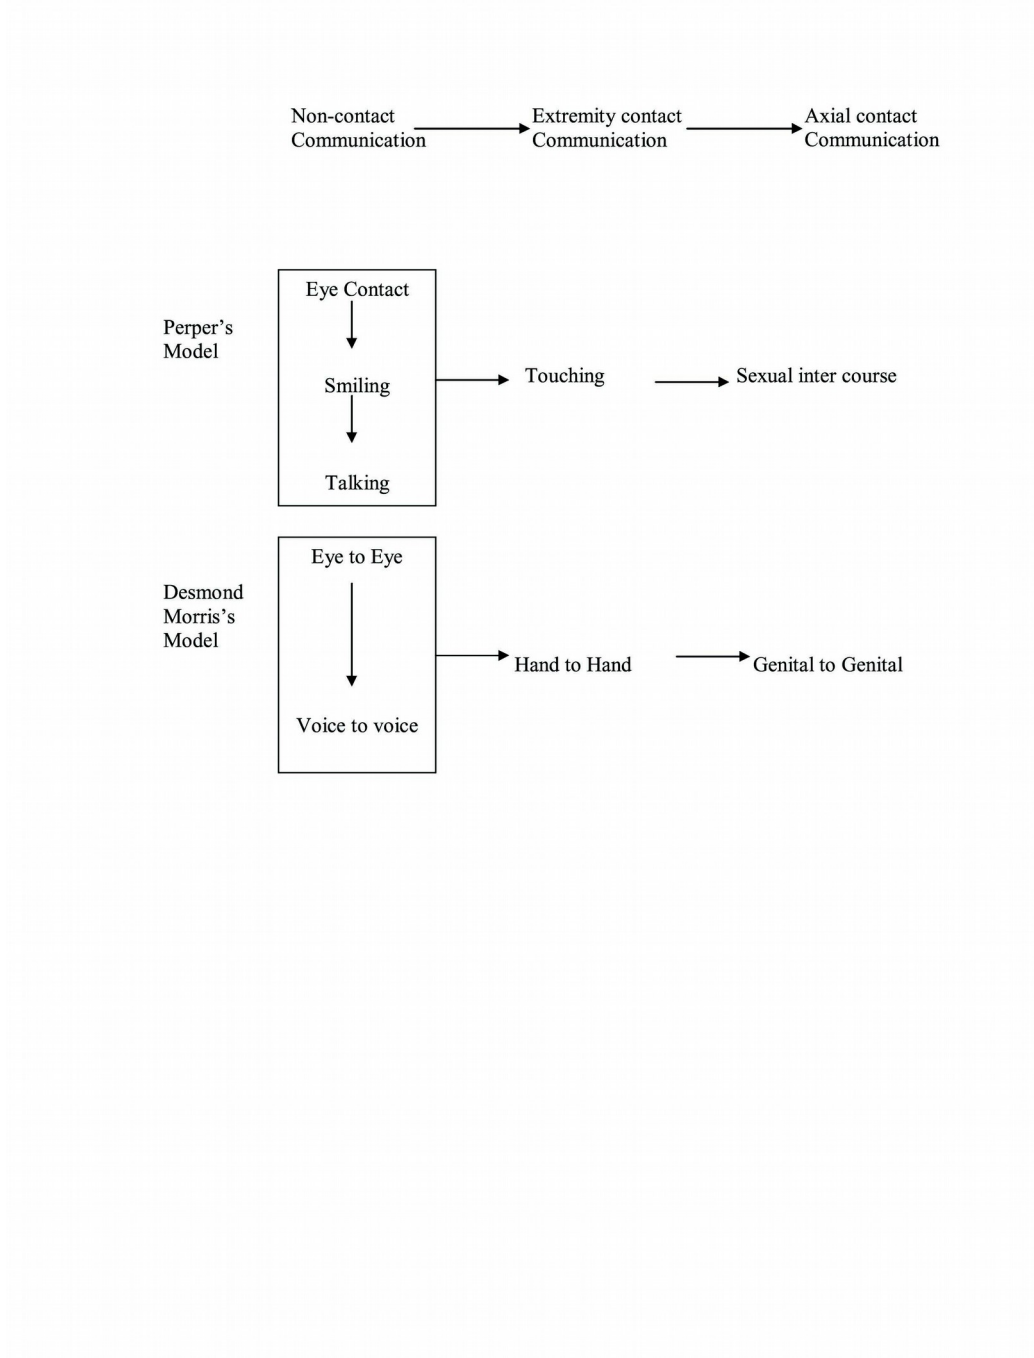 Non-contact
Communication
Extremity contact
Communication
Axial contact
Communication
Perper’s
Model
Eye Contact
Smiling
Talking
Touching
Sexual inter course
Desmond
Morris’s
Model
Eye to Eye
Voice to voice
Hand to Hand
Genital to Genital